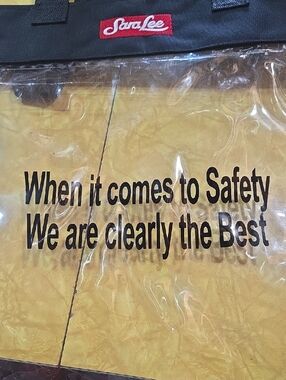 Sara Lee
When it comes to Safety
We are clearly the Best